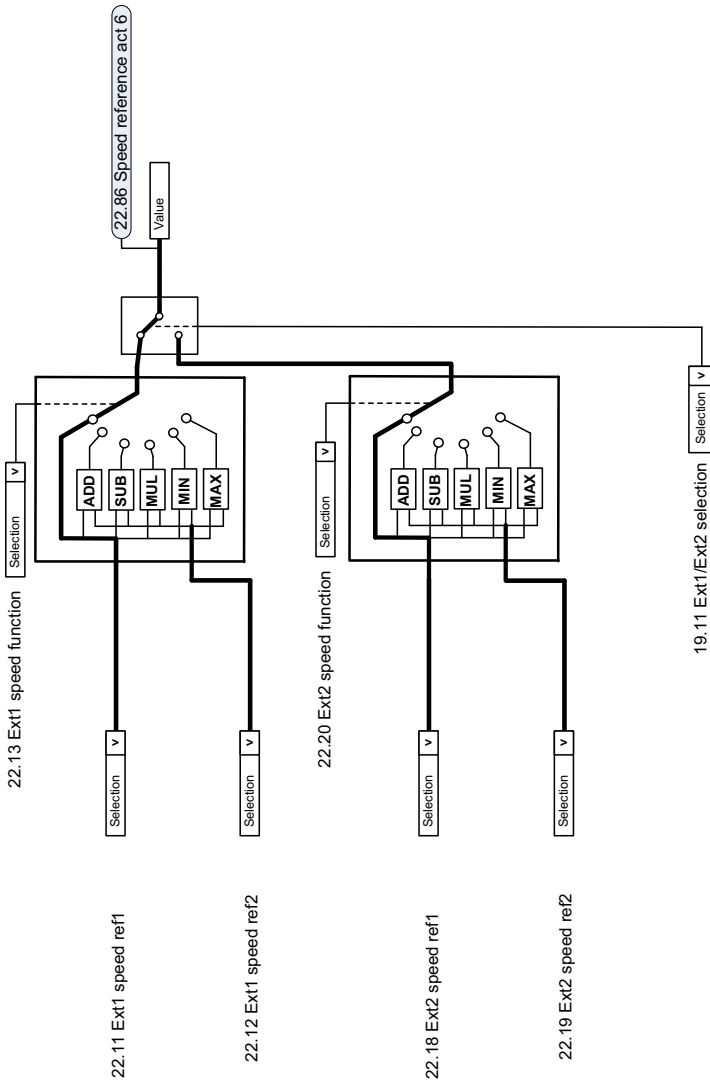 22.86 Speed reference act 6
Value
22.13 Ext1 speed function
Selection
v
22.11 Ext1 speed ref1
Selection
v
ADD
SUB
MUL
MIN
MAX
22.12 Ext1 speed ref2
Selection
v
22.20 Ext2 speed function
Selection
v
22.18 Ext2 speed ref1
Selection
v
ADD
SUB
MUL
MIN
MAX
22.19 Ext2 speed ref2
Selection
v
19.11 Ext1/Ext2 selection
Selection
v